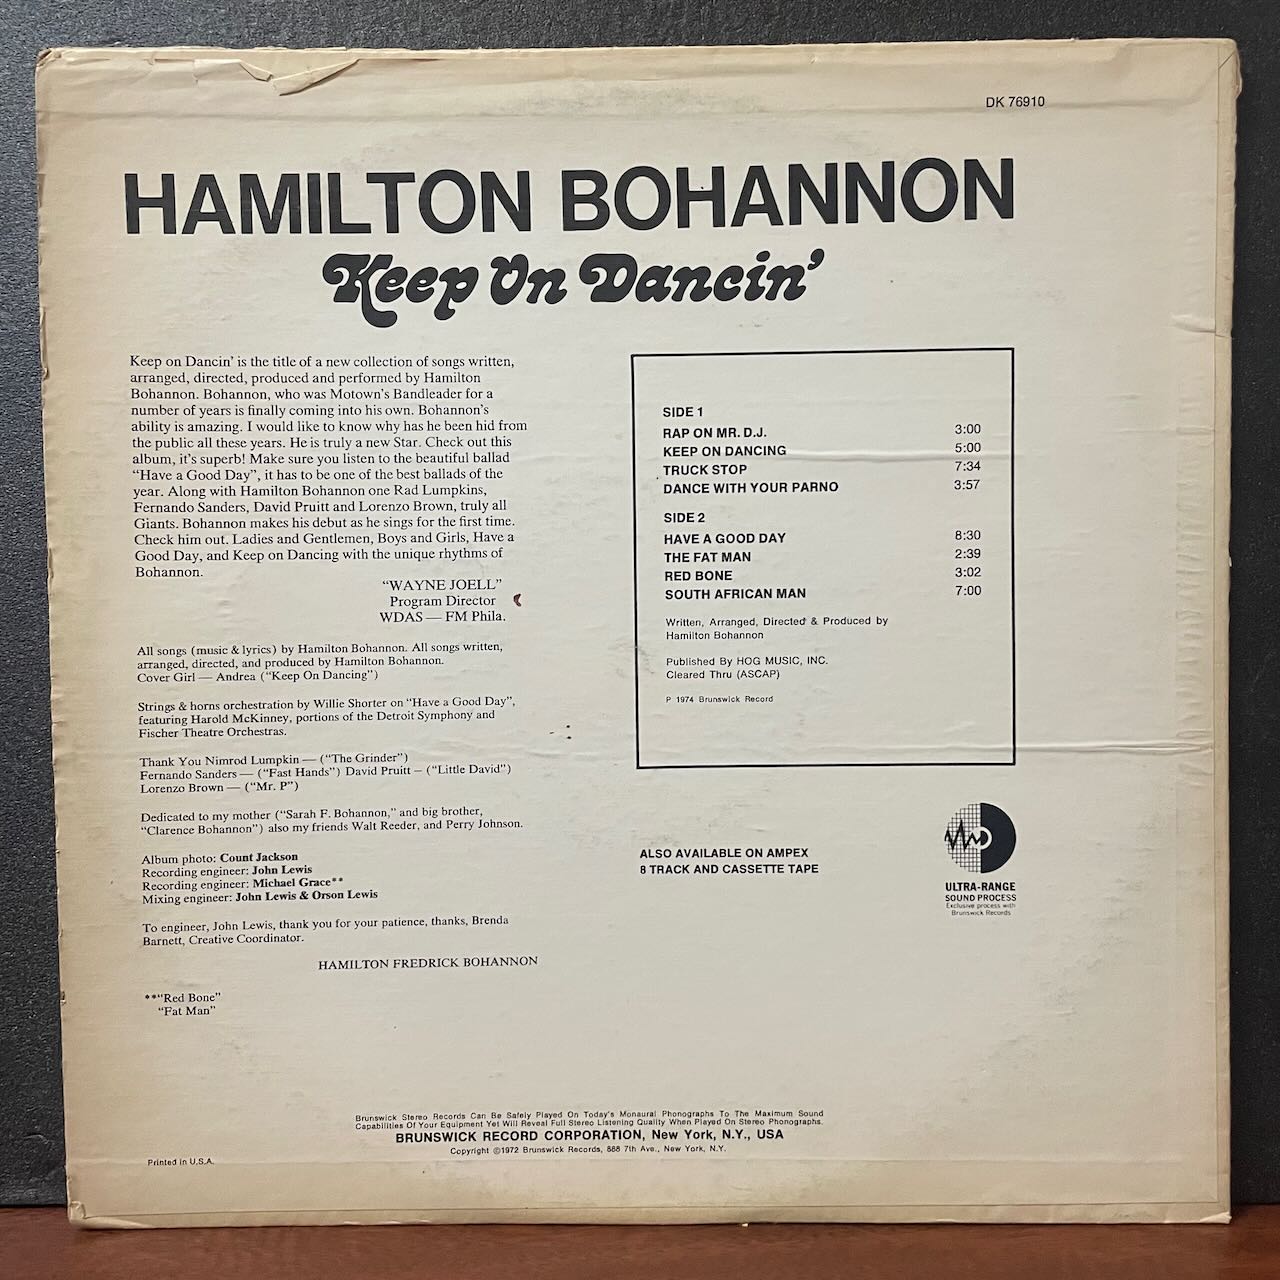 DK 76910
HAMILTON BOHANNON
Keep On Dancin'
Keep on Dancin' is the title of a new collection of songs written,
arranged, directed, produced and performed by Hamilton
Bohannon. Bohannon, who was Motown's Bandleader for a
number of years is finally coming into his own. Bohannon's
ability is amazing. I would like to know why has he been hid from
the public all these years. He is truly a new Star. Check out this
album, it's superb! Make sure you listen to the beautiful ballad
“Have a Good Day”, it has to be one of the best ballads of the
year. Along with Hamilton Bohannon one Rad Lumpkins,
Fernando Sanders, David Pruitt and Lorenzo Brown, truly all
Giants. Bohannon makes his debut as he sings for the first time.
Check him out. Ladies and Gentlemen, Boys and Girls, Have a
Good Day, and Keep on Dancing with the unique rhythms of
Bohannon.
“WAYNE JOELL”
Program Director
WDAS — FM Phila.
All songs (music & lyrics) by Hamilton Bohannon. All songs written,
arranged, directed, and produced by Hamilton Bohannon.
Cover Girl — Andrea (“Keep On Dancing”)
Strings & horns orchestration by Willie Shorter on “Have a Good Day”,
featuring Harold McKinney, portions of the Detroit Symphony and
Fischer Theatre Orchestras.
Thank You Nimrod Lumpkin — (“The Grinder”)
Fernando Sanders — (“Fast Hands”) David Pruitt – (“Little David”)
Lorenzo Brown — (“Mr. P”)
Dedicated to my mother (“Sarah F. Bohannon,” and big brother,
“Clarence Bohannon”) also my friends Walt Reeder, and Perry Johnson.
Album photo: Count Jackson
Recording engineer: John Lewis
Recording engineer: Michael Grace**
Mixing engineer: John Lewis & Orson Lewis
To engineer, John Lewis, thank you for your patience, thanks, Brenda
Barnett, Creative Coordinator.
HAMILTON FREDRICK BOHANNON
**“Red Bone”
“Fat Man”
SIDE 1
RAP ON MR. D.J. 3:00
KEEP ON DANCING 5:00
TRUCK STOP 7:34
DANCE WITH YOUR PARNO 3:57
SIDE 2
HAVE A GOOD DAY 8:30
THE FAT MAN 2:39
RED BONE 3:02
SOUTH AFRICAN MAN 7:00
Written, Arranged, Directed & Produced by
Hamilton Bohannon
Published By HOG MUSIC, INC.
Cleared Thru (ASCAP)
P 1974 Brunswick Record
ALSO AVAILABLE ON AMPEX
8 TRACK AND CASSETTE TAPE
ULTRA-RANGE
SOUND PROCESS
Exclusive process with
Brunswick Records
Brunswick Stereo Records Can Be Safely Played On Today's Monaural Phonographs To The Maximum Sound
Capabilities Of Your Equipment Yet Will Reveal Full Stereo Listening Quality When Played On Stereo Phonographs.
BRUNSWICK RECORD CORPORATION, New York, N.Y., USA
Copyright ©1972 Brunswick Records, 888 7th Ave., New York, N.Y.
Printed in U.S.A.